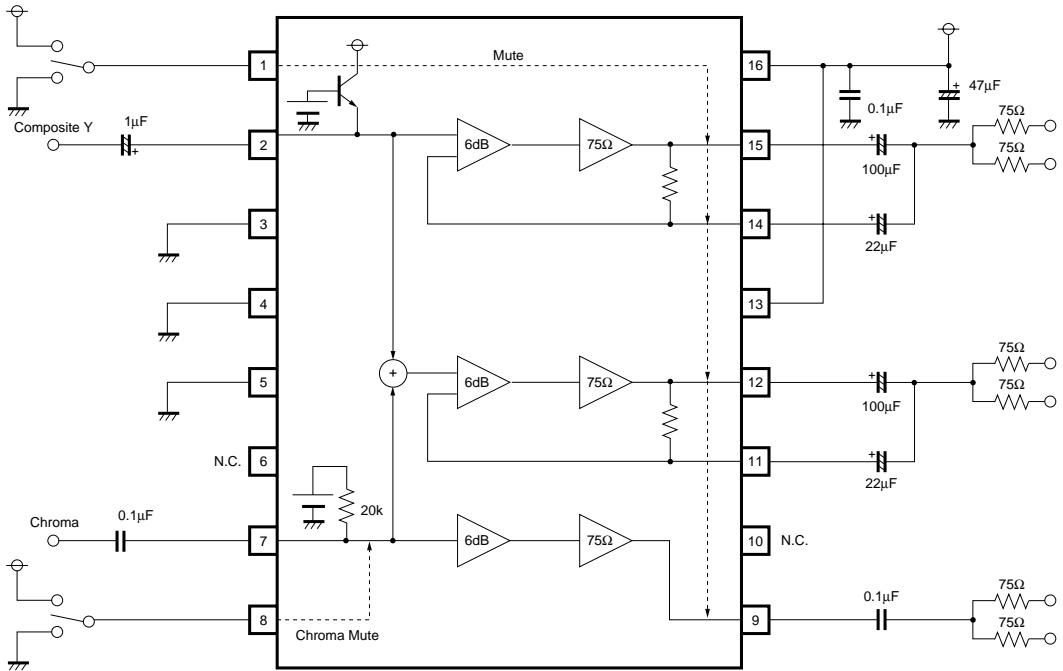 Mute
1
16
+
47µF
0.1µF
75Ω
Composite Y
1µF
+
2
6dB
75Ω
15
+
100µF
75Ω
3
14
+
22µF
4
13
5
+
6dB
75Ω
12
+
100µF
75Ω
75Ω
N.C.
6
11
+
22µF
20k
Chroma
0.1µF
7
6dB
75Ω
10
N.C.
8
Chroma Mute
9
0.1µF
75Ω
75Ω